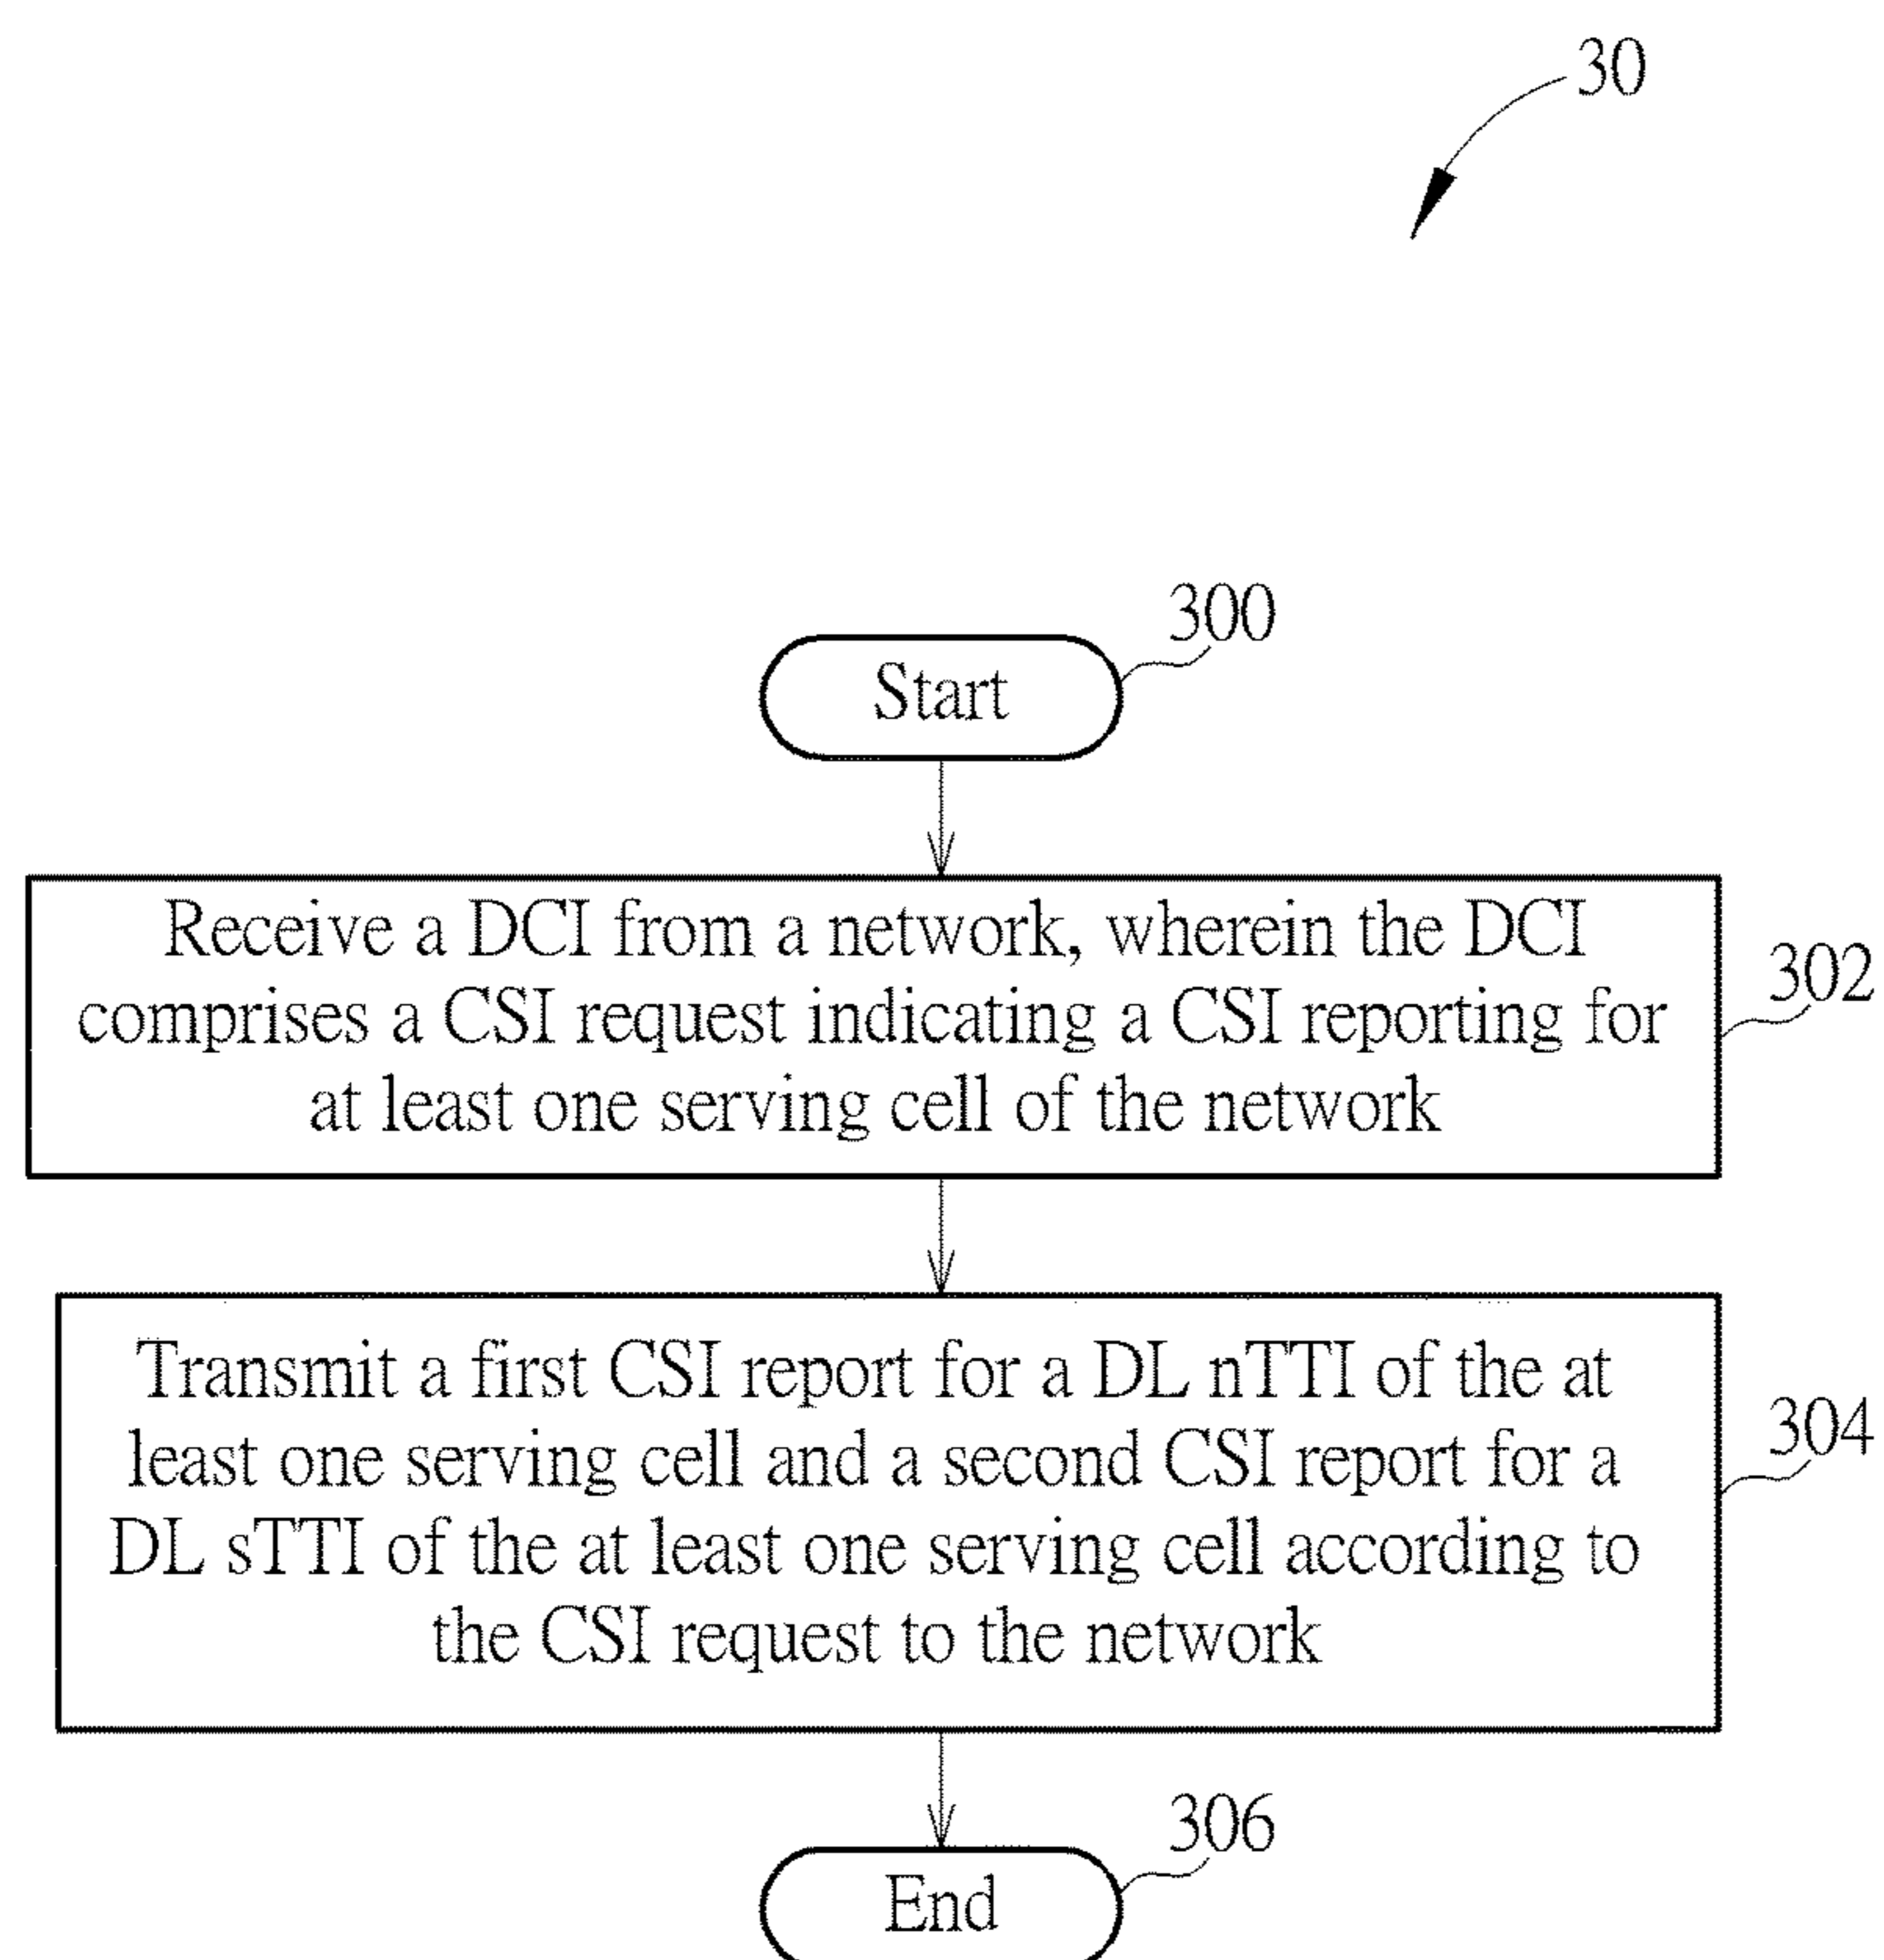 30
300
Start
Receive a DCI from a network, wherein the DCI
comprises a CSI request indicating a CSI reporting for
at least one serving cell of the network
302
Transmit a first CSI report for a DL nTTI of the at
least one serving cell and a second CSI report for a
DL sTTI of the at least one serving cell according to
the CSI request to the network
304
306
End